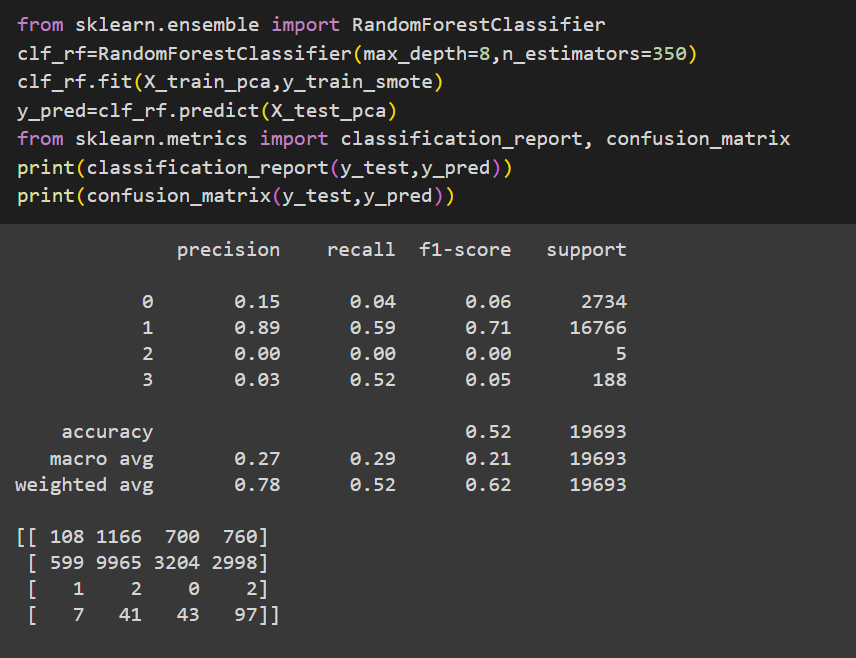 from sklearn.ensemble import RandomForestClassifier
clf_rf=RandomForestClassifier(max_depth=8,n_estimators=350)
clf_rf.fit(X_train_pca,y_train_smote)
y_pred=clf_rf.predict(X_test_pca)
from sklearn.metrics import classification_report, confusion_matrix
print(classification_report(y_test,y_pred))
print(confusion_matrix(y_test,y_pred))
precision recall f1-score support
0 0.15 0.04 0.06 2734
1 0.89 0.59 0.71 16766
2 0.00 0.00 0.00 5
3 0.03 0.52 0.05 188
accuracy 0.52 19693
macro avg 0.27 0.29 0.21 19693
weighted avg 0.78 0.52 0.62 19693
[[ 108 1166 700 760]
[ 599 9965 3204 2998]
[ 1 2 0 2]
[ 7 41 43 97]]